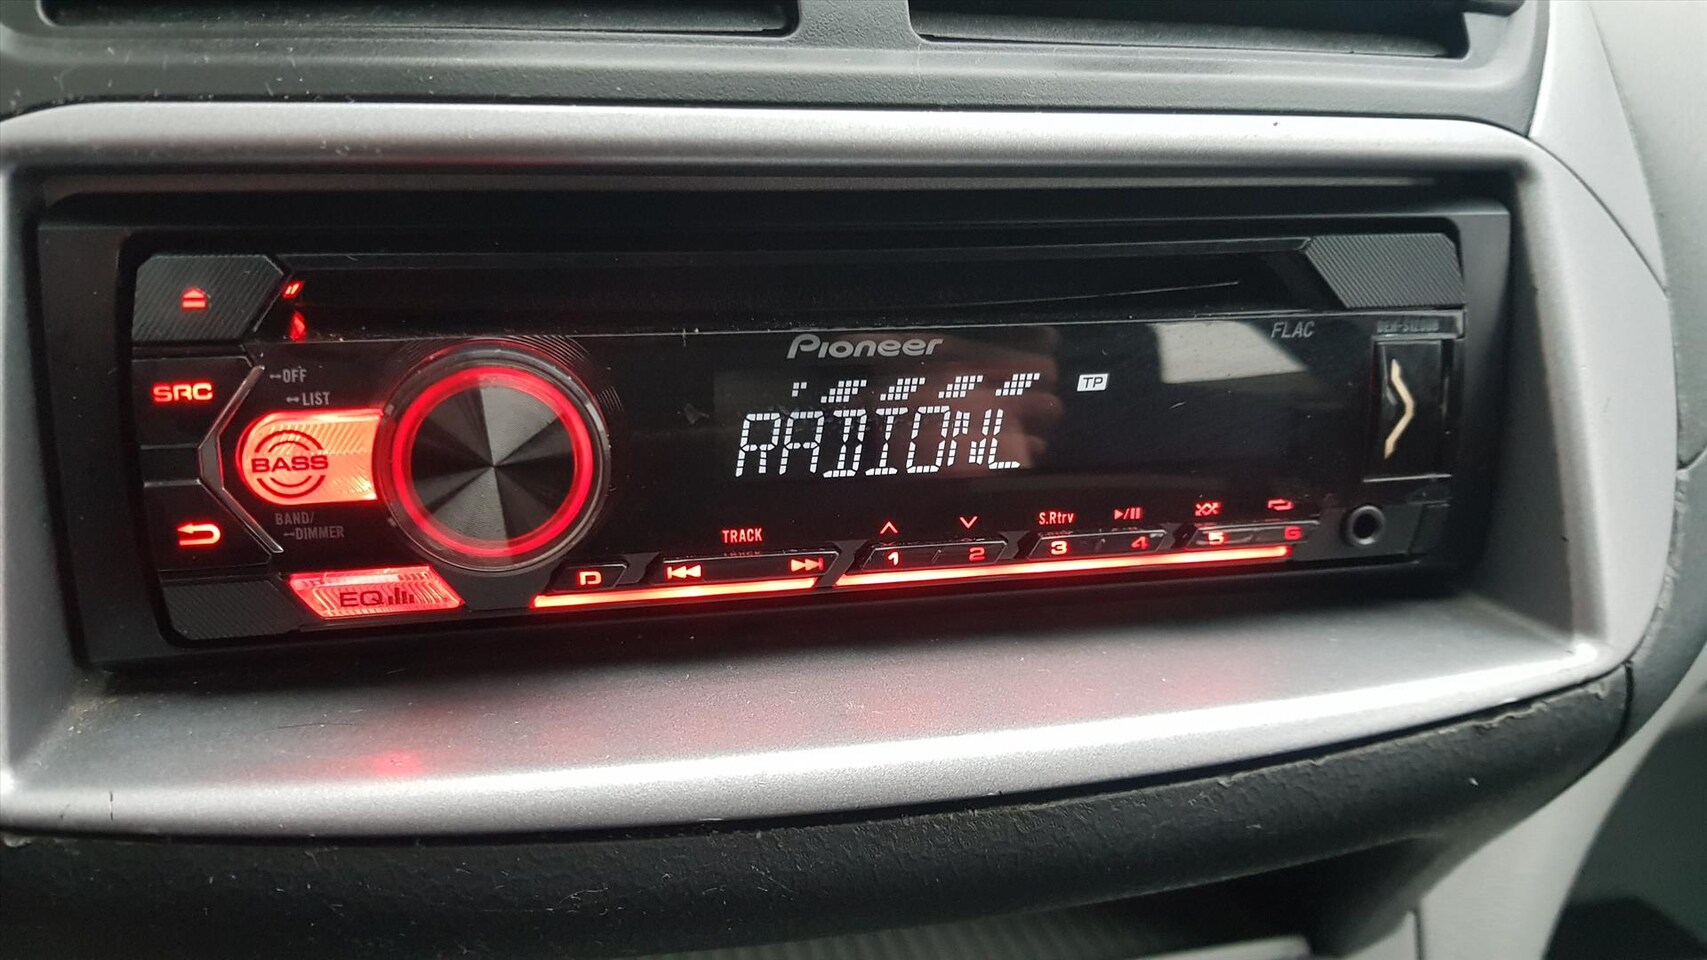 Pioneer
FLAC
SRC
OFF
LIST
TP
RADIONL
BASS
BAND/
DIMMER
TRACK
S.Rtrv
D
1
2
3
4
5
6
EQ